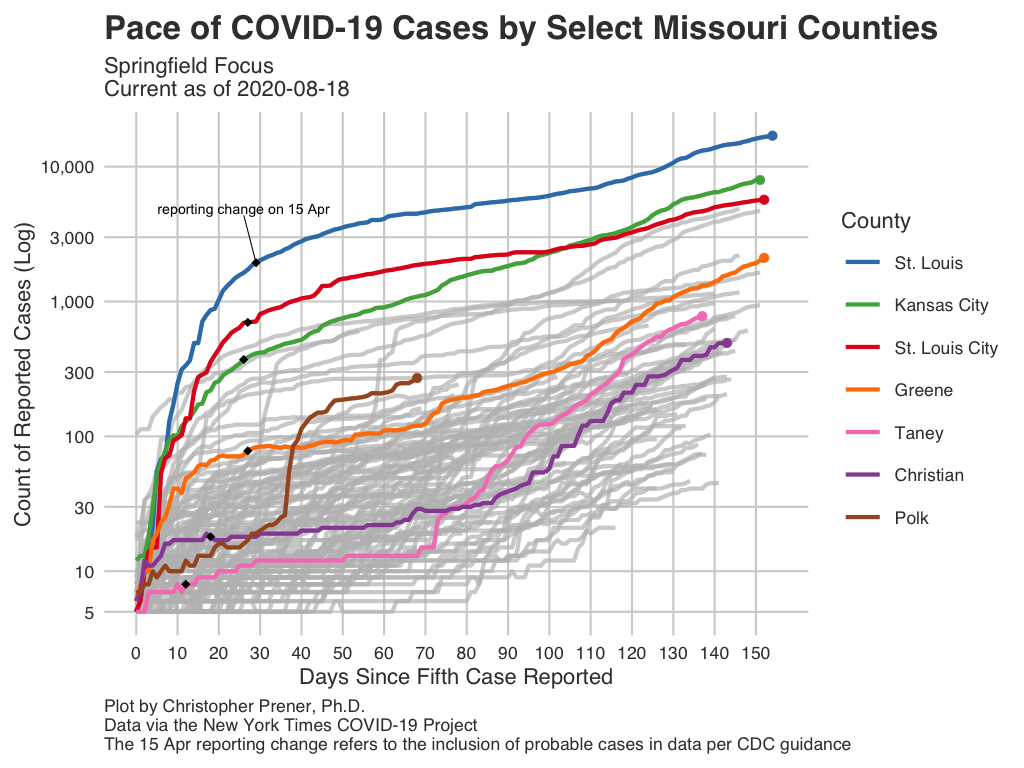 Pace of COVID-19 Cases by Select Missouri Counties
Springfield Focus
Current as of 2020-08-18
Count of Reported Cases (Log)
10,000
3,000
1,000
300
100
30
10
5
reporting change on 15 Apr
0 10 20 30 40 50 60 70 80 90 100 110 120 130 140 150
Days Since Fifth Case Reported
County
St. Louis
Kansas City
St. Louis City
Greene
Taney
Christian
Polk
Plot by Christopher Prener, Ph.D.
Data via the New York Times COVID-19 Project
The 15 Apr reporting change refers to the inclusion of probable cases in data per CDC guidance